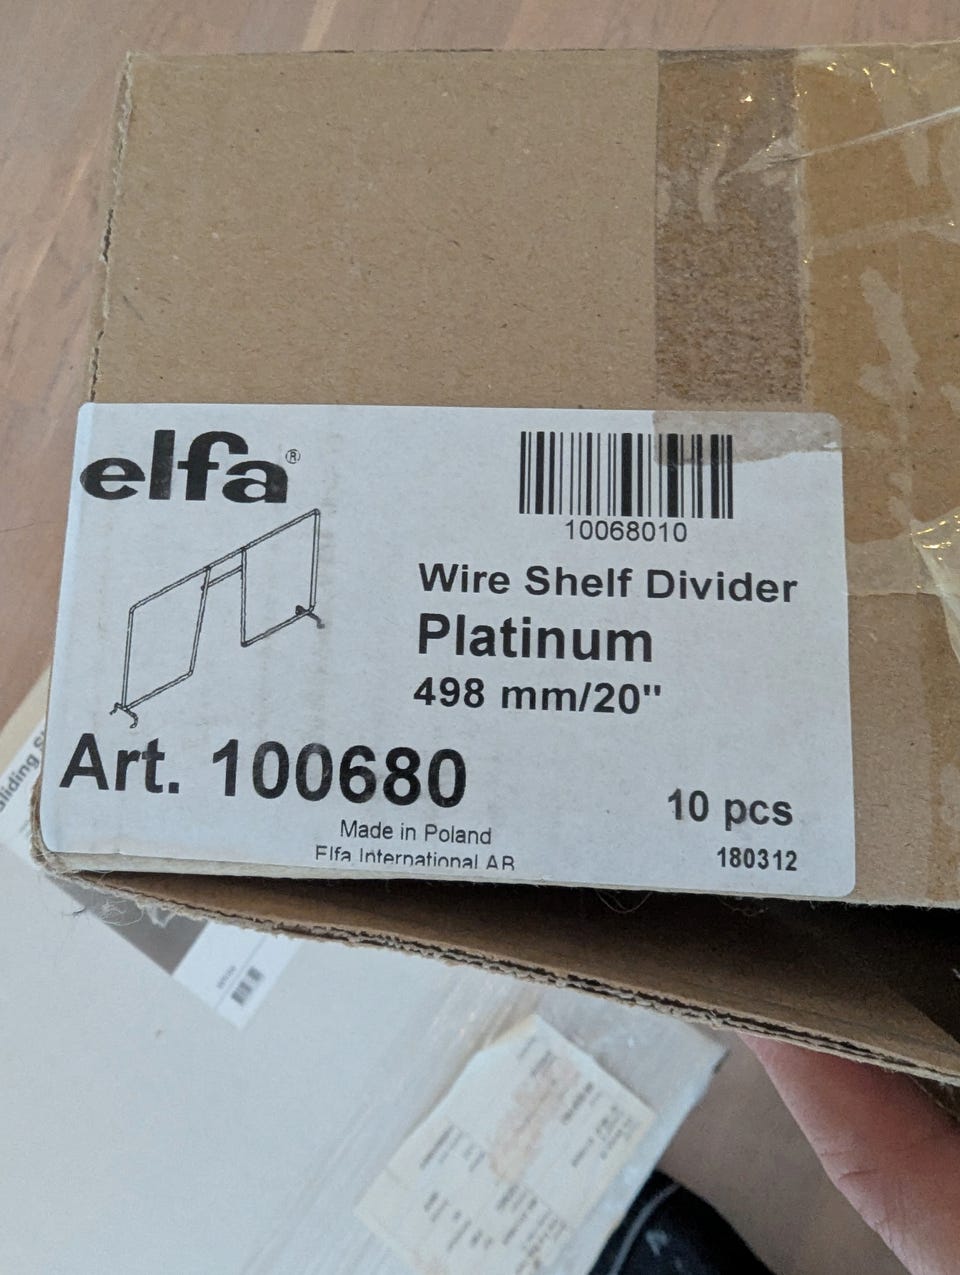 elfa®
10068010
Wire Shelf Divider
Platinum
498 mm/20"
Art. 100680
10 pcs
Made in Poland
Elfa International AB
180312